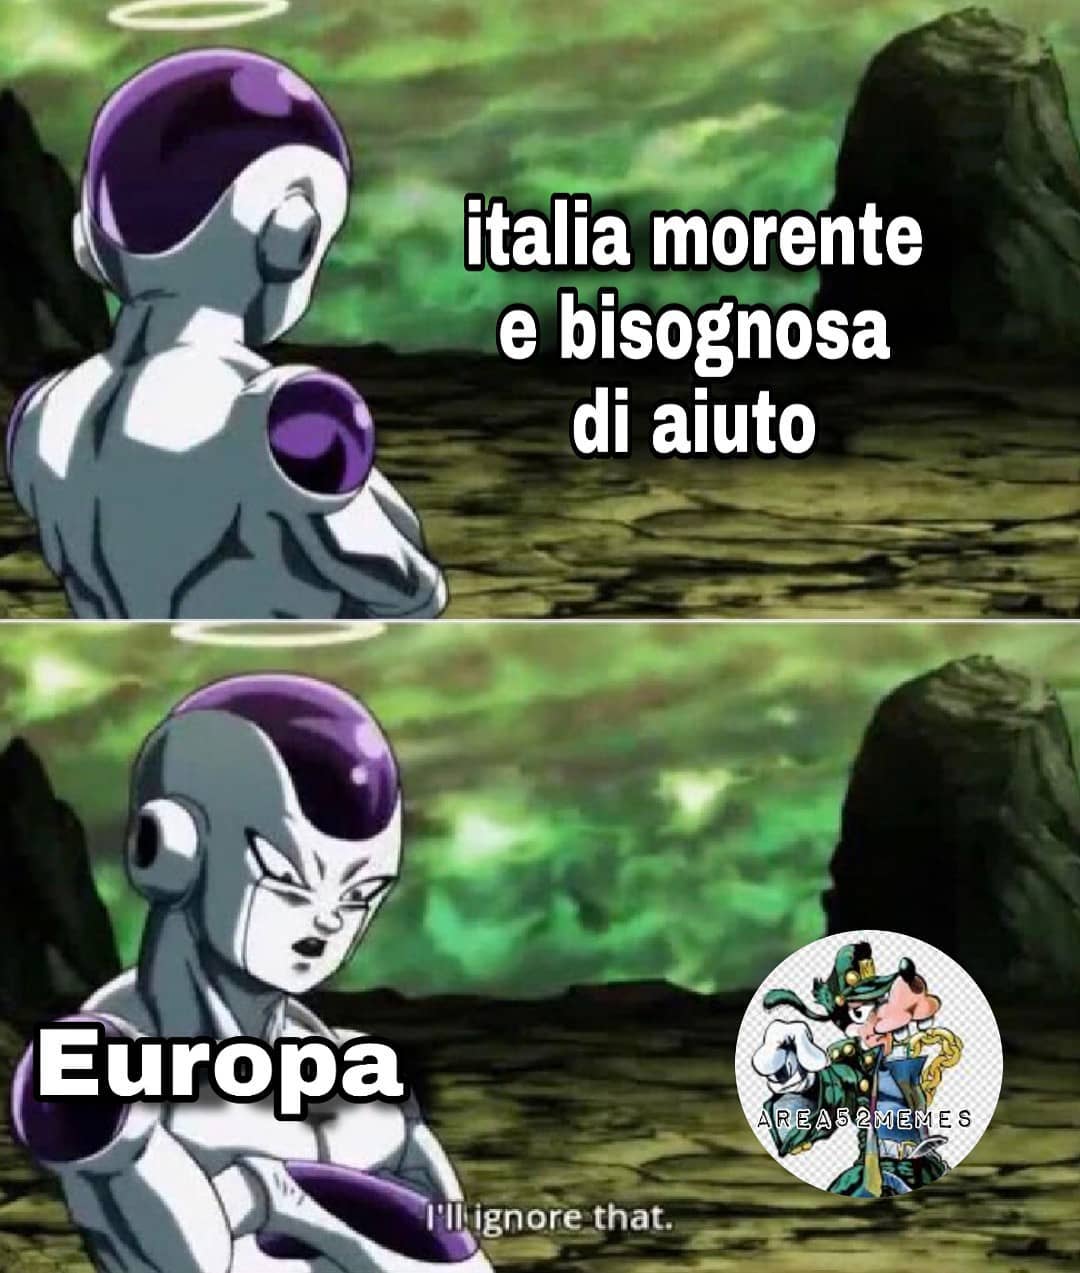 italia morente
e bisognosa
di aiuto
Europa
AREA52MEMES
I'll ignore that.